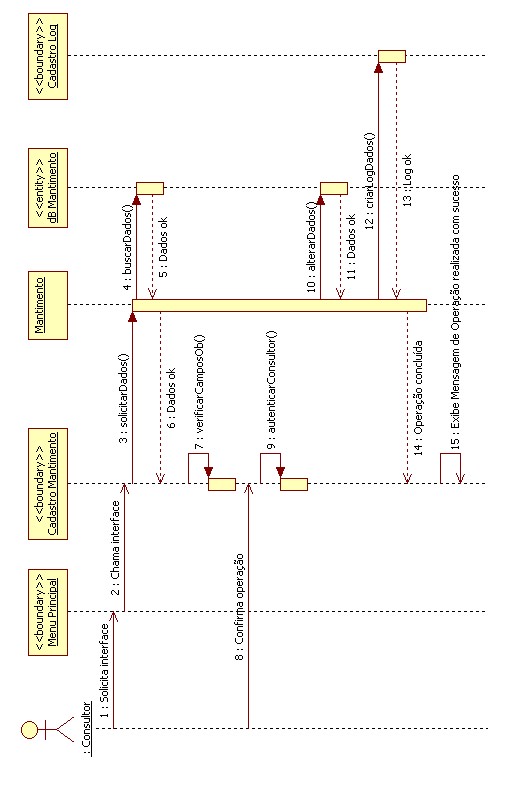 : Consultor
<<boundary>>
Menu Principal
<<boundary>>
Cadastro Mantimento
Mantimento
<<entity>>
dB Mantimento
<<boundary>>
Cadastro Log
1 : Solicita interface
2 : Chama interface
3 : solicitarDados()
4 : buscarDados()
5 : Dados ok
6 : Dados ok
7 : verificarCamposOb()
8 : Confirma operação
9 : autenticarConsultor()
10 : alterarDados()
11 : Dados ok
12 : criarLogDados()
13 : Log ok
14 : Operação concluída
15 : Exibe Mensagem de Operação realizada com sucesso